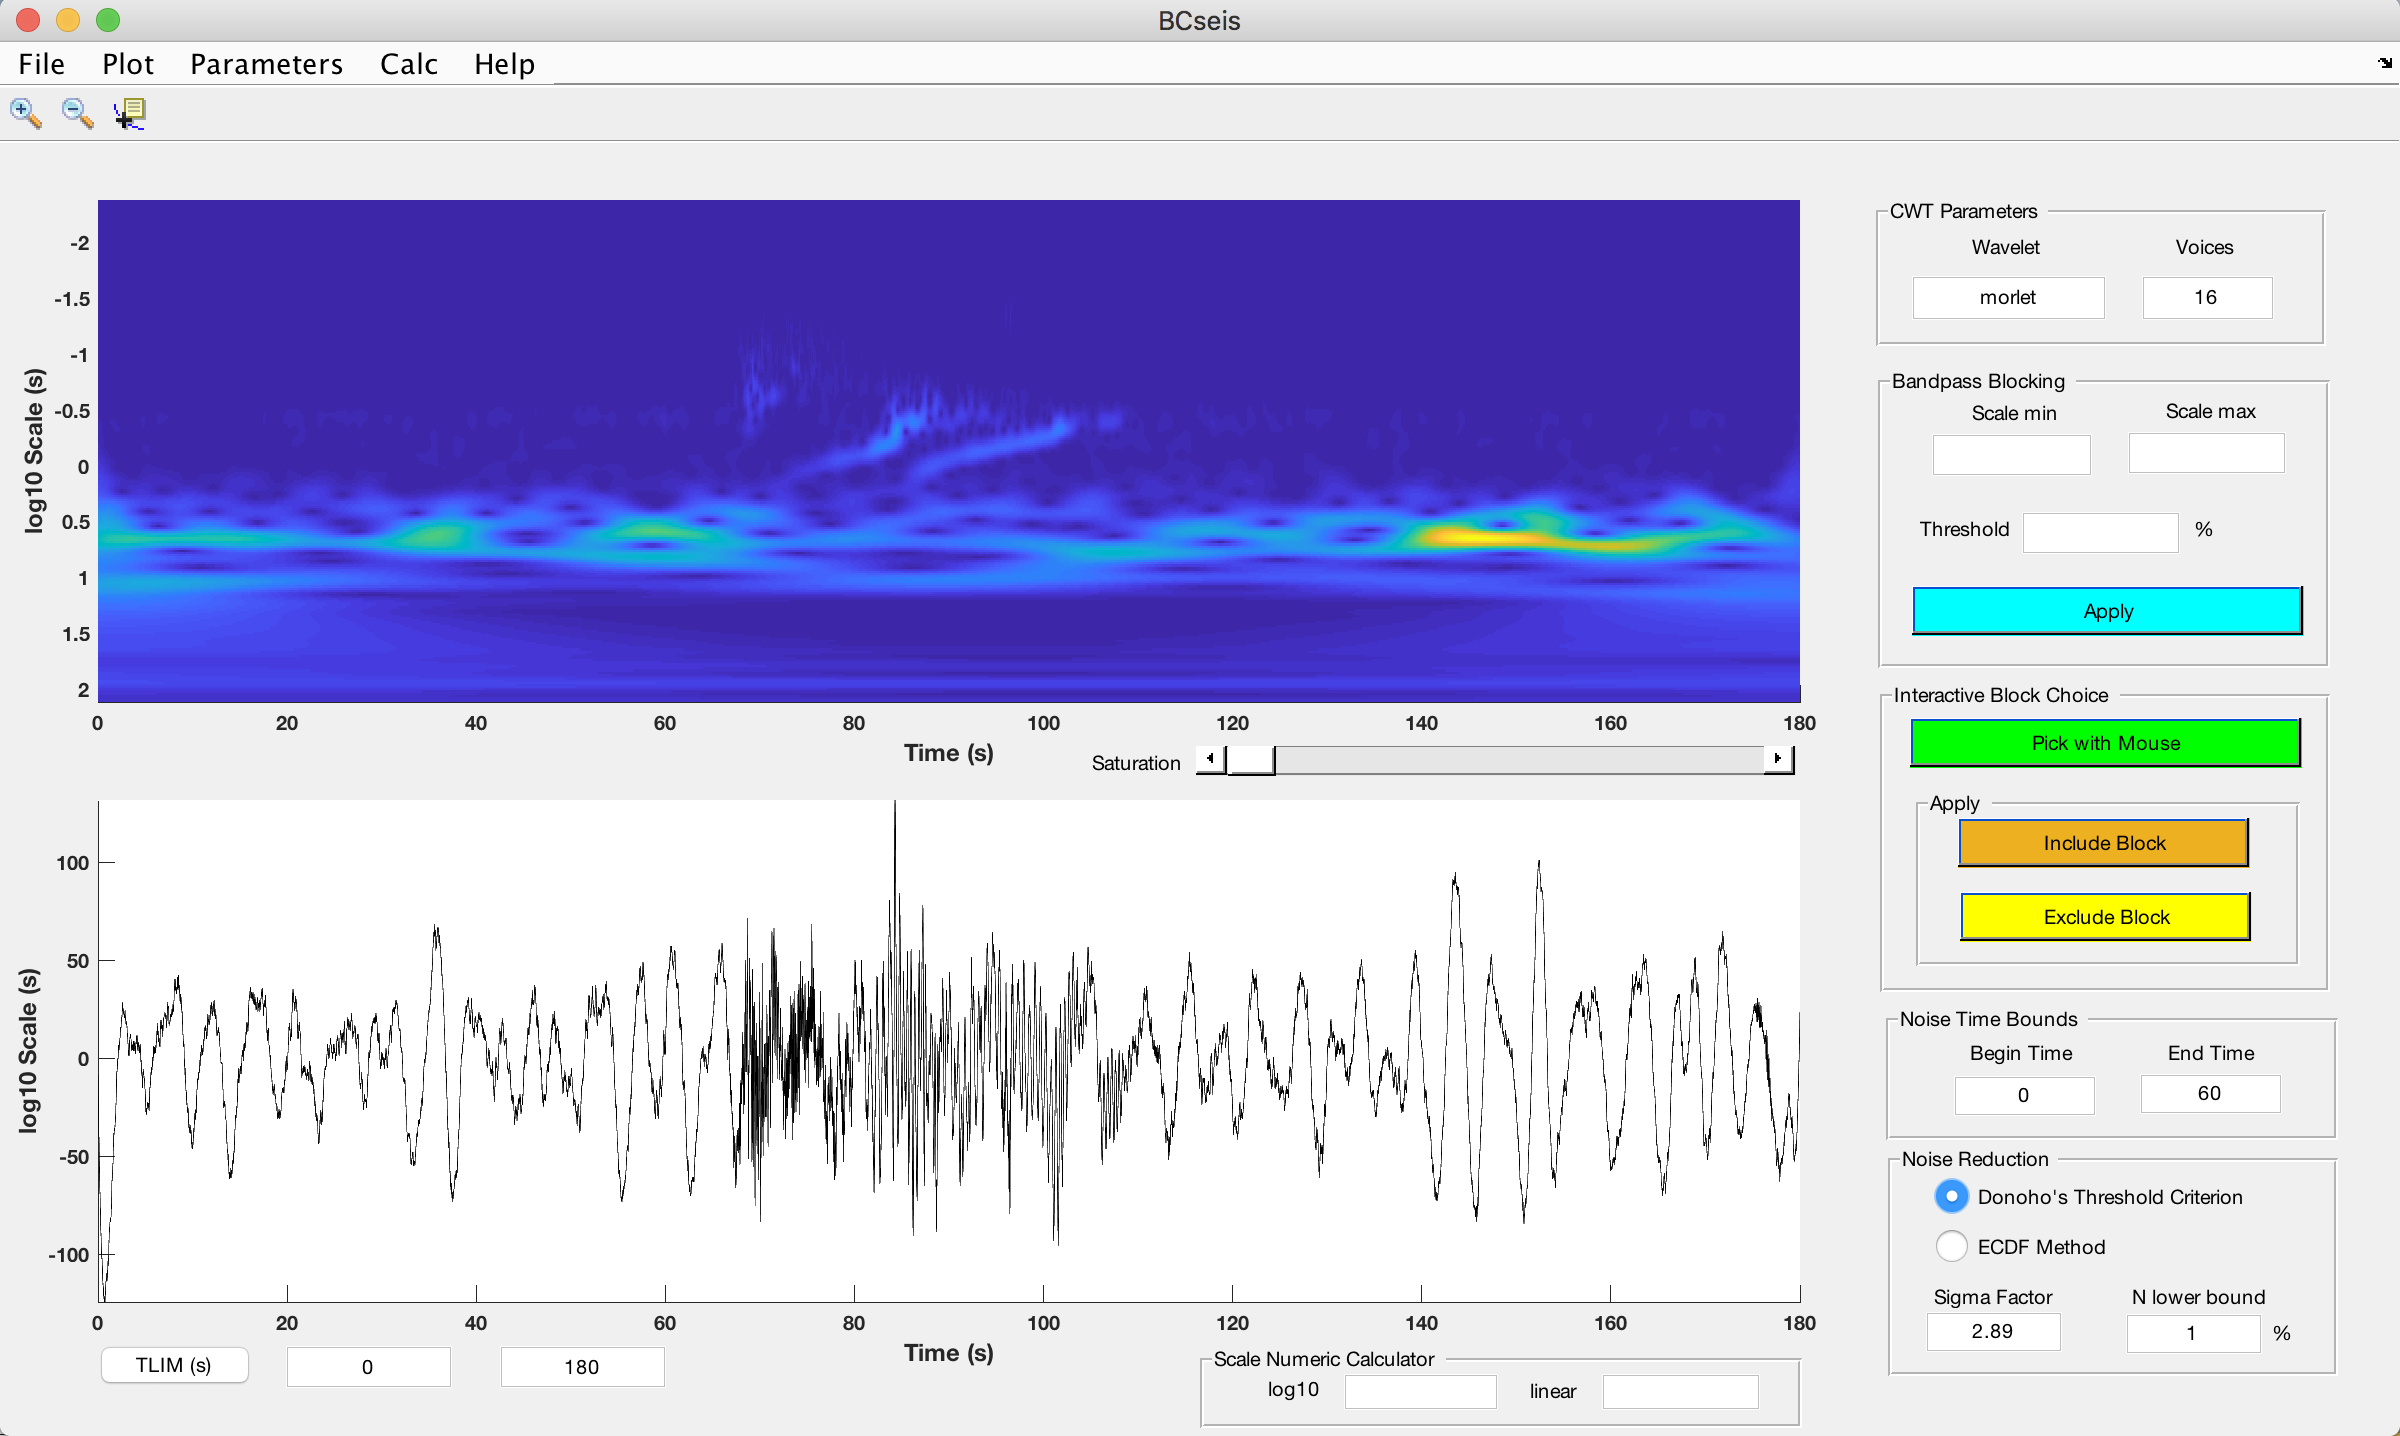 BCseis
File Plot Parameters Calc Help
-2
-1.5
-1
-0.5
0
0.5
1
1.5
2
log10 Scale (s)
0 20 40 60 80 100 120 140 160 180
Time (s)
Saturation
100
50
0
-50
-100
log10 Scale (s)
0 20 40 60 80 100 120 140 160 180
Time (s)
TLIM (s) 0 180
Scale Numeric Calculator
log10 linear
CWT Parameters
Wavelet Voices
morlet 16
Bandpass Blocking
Scale min Scale max
Threshold %
Apply
Interactive Block Choice
Pick with Mouse
Apply
Include Block
Exclude Block
Noise Time Bounds
Begin Time End Time
0 60
Noise Reduction
Donoho's Threshold Criterion
ECDF Method
Sigma Factor N lower bound
2.89 1 %